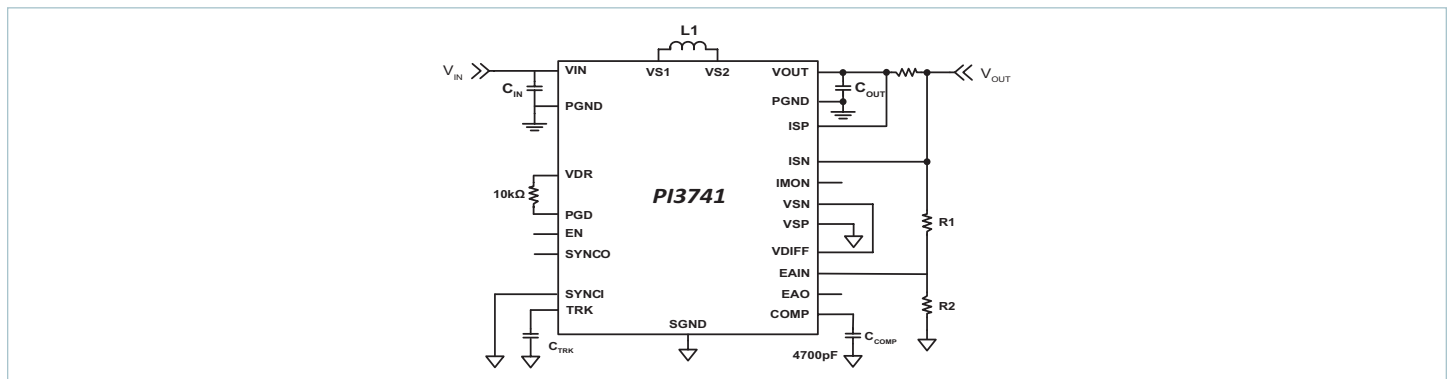 L1
V_IN
VIN
VS1
VS2
VOUT
V_OUT
C_IN
C_OUT
PGND
PGND
ISP
ISN
VDR
IMON
10kΩ
PI3741
VSN
PGD
VSP
R1
EN
SYNCO
VDIFF
EAIN
SYNCI
EAO
R2
TRK
COMP
SGND
C_TRK
C_COMP
4700pF